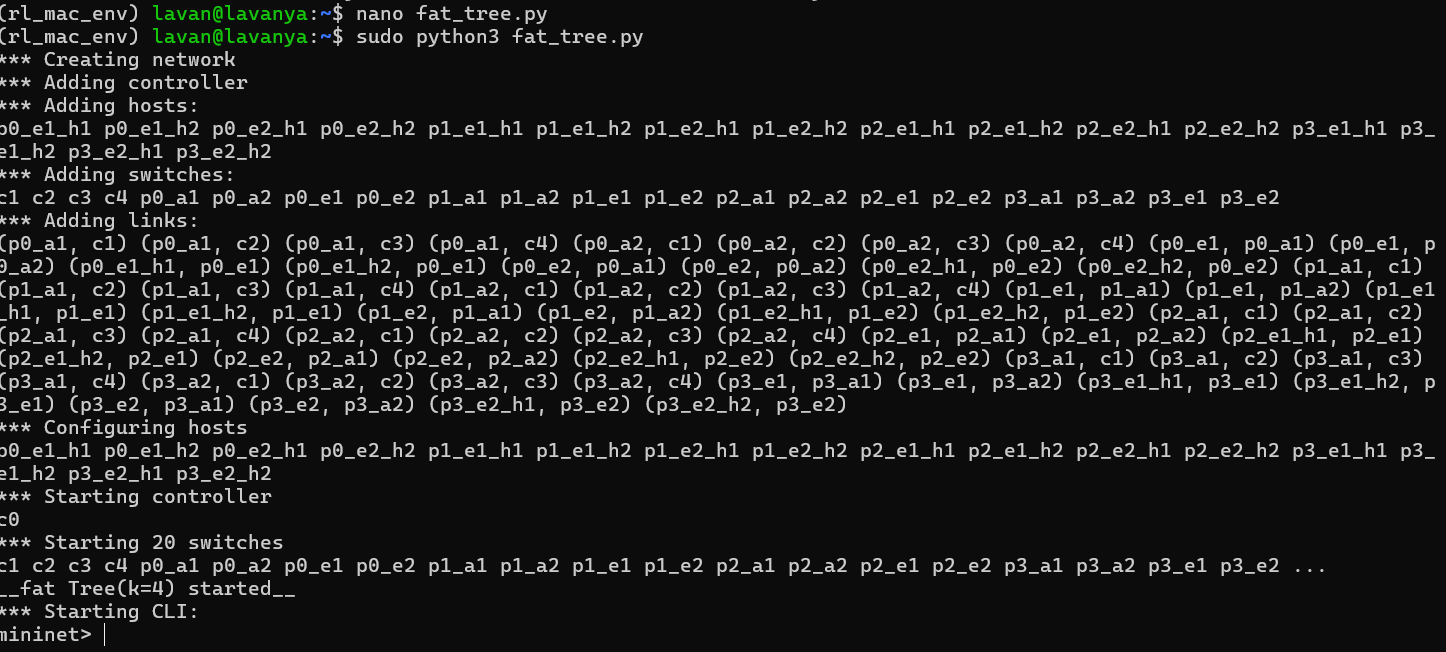 (rl_mac_env) lavan@lavanya:~$ nano fat_tree.py
(rl_mac_env) lavan@lavanya:~$ sudo python3 fat_tree.py
*** Creating network
*** Adding controller
*** Adding hosts:
p0_e1_h1 p0_e1_h2 p0_e2_h1 p0_e2_h2 p1_e1_h1 p1_e1_h2 p1_e2_h1 p1_e2_h2 p2_e1_h1 p2_e1_h2 p2_e2_h1 p2_e2_h2 p3_e1_h1 p3_
e1_h2 p3_e2_h1 p3_e2_h2
*** Adding switches:
c1 c2 c3 c4 p0_a1 p0_a2 p0_e1 p0_e2 p1_a1 p1_a2 p1_e1 p1_e2 p2_a1 p2_a2 p2_e1 p2_e2 p3_a1 p3_a2 p3_e1 p3_e2
*** Adding links:
(p0_a1, c1) (p0_a1, c2) (p0_a1, c3) (p0_a1, c4) (p0_a2, c1) (p0_a2, c2) (p0_a2, c3) (p0_a2, c4) (p0_e1, p0_a1) (p0_e1, p
0_a2) (p0_e1_h1, p0_e1) (p0_e1_h2, p0_e1) (p0_e2, p0_a1) (p0_e2, p0_a2) (p0_e2_h1, p0_e2) (p0_e2_h2, p0_e2) (p1_a1, c1)
(p1_a1, c2) (p1_a1, c3) (p1_a1, c4) (p1_a2, c1) (p1_a2, c2) (p1_a2, c3) (p1_a2, c4) (p1_e1, p1_a1) (p1_e1, p1_a2) (p1_e1
_h1, p1_e1) (p1_e1_h2, p1_e1) (p1_e2, p1_a1) (p1_e2, p1_a2) (p1_e2_h1, p1_e2) (p1_e2_h2, p1_e2) (p2_a1, c1) (p2_a1, c2)
(p2_a1, c3) (p2_a1, c4) (p2_a2, c1) (p2_a2, c2) (p2_a2, c3) (p2_a2, c4) (p2_e1, p2_a1) (p2_e1, p2_a2) (p2_e1_h1, p2_e1)
(p2_e1_h2, p2_e1) (p2_e2, p2_a1) (p2_e2, p2_a2) (p2_e2_h1, p2_e2) (p2_e2_h2, p2_e2) (p3_a1, c1) (p3_a1, c2) (p3_a1, c3)
(p3_a1, c4) (p3_a2, c1) (p3_a2, c2) (p3_a2, c3) (p3_a2, c4) (p3_e1, p3_a1) (p3_e1, p3_a2) (p3_e1_h1, p3_e1) (p3_e1_h2, p
3_e1) (p3_e2, p3_a1) (p3_e2, p3_a2) (p3_e2_h1, p3_e2) (p3_e2_h2, p3_e2)
*** Configuring hosts
p0_e1_h1 p0_e1_h2 p0_e2_h1 p0_e2_h2 p1_e1_h1 p1_e1_h2 p1_e2_h1 p1_e2_h2 p2_e1_h1 p2_e1_h2 p2_e2_h1 p2_e2_h2 p3_e1_h1 p3_
e1_h2 p3_e2_h1 p3_e2_h2
*** Starting controller
c0
*** Starting 20 switches
c1 c2 c3 c4 p0_a1 p0_a2 p0_e1 p0_e2 p1_a1 p1_a2 p1_e1 p1_e2 p2_a1 p2_a2 p2_e1 p2_e2 p3_a1 p3_a2 p3_e1 p3_e2 ...
__fat Tree(k=4) started__
*** Starting CLI:
mininet>